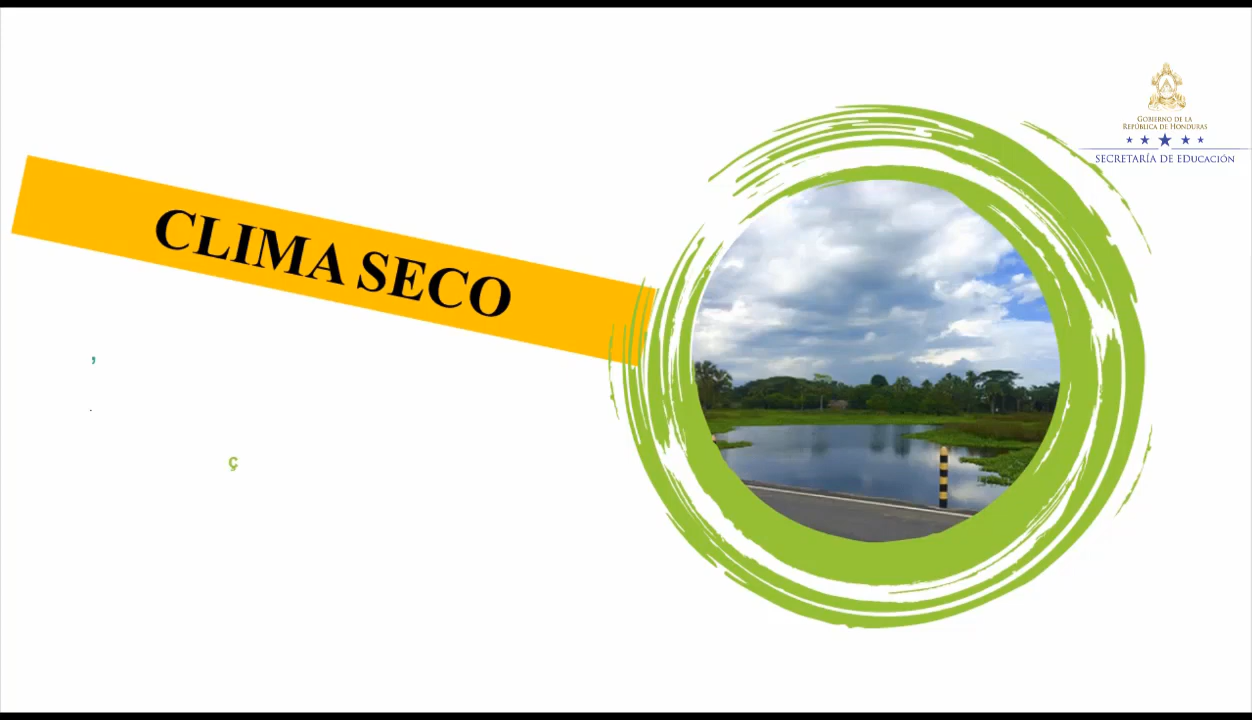 CLIMA SECO
GOBIERNO DE LA
REPÚBLICA DE HONDURAS
SECRETARÍA DE EDUCACIÓN
,
.
ç